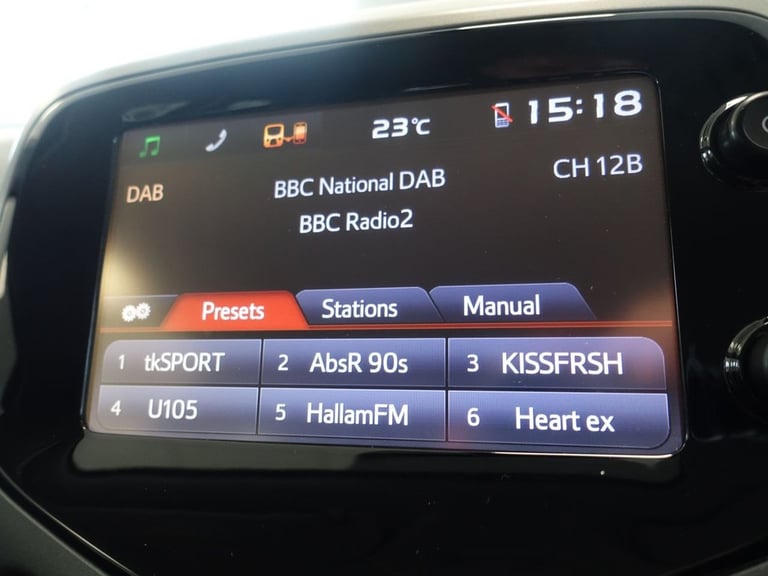 23°C 15:18
DAB BBC National DAB CH 12B
BBC Radio2
Presets Stations Manual
1 tkSPORT 2 AbsR 90s 3 KISSFRSH
4 U105 5 HallamFM 6 Heart ex